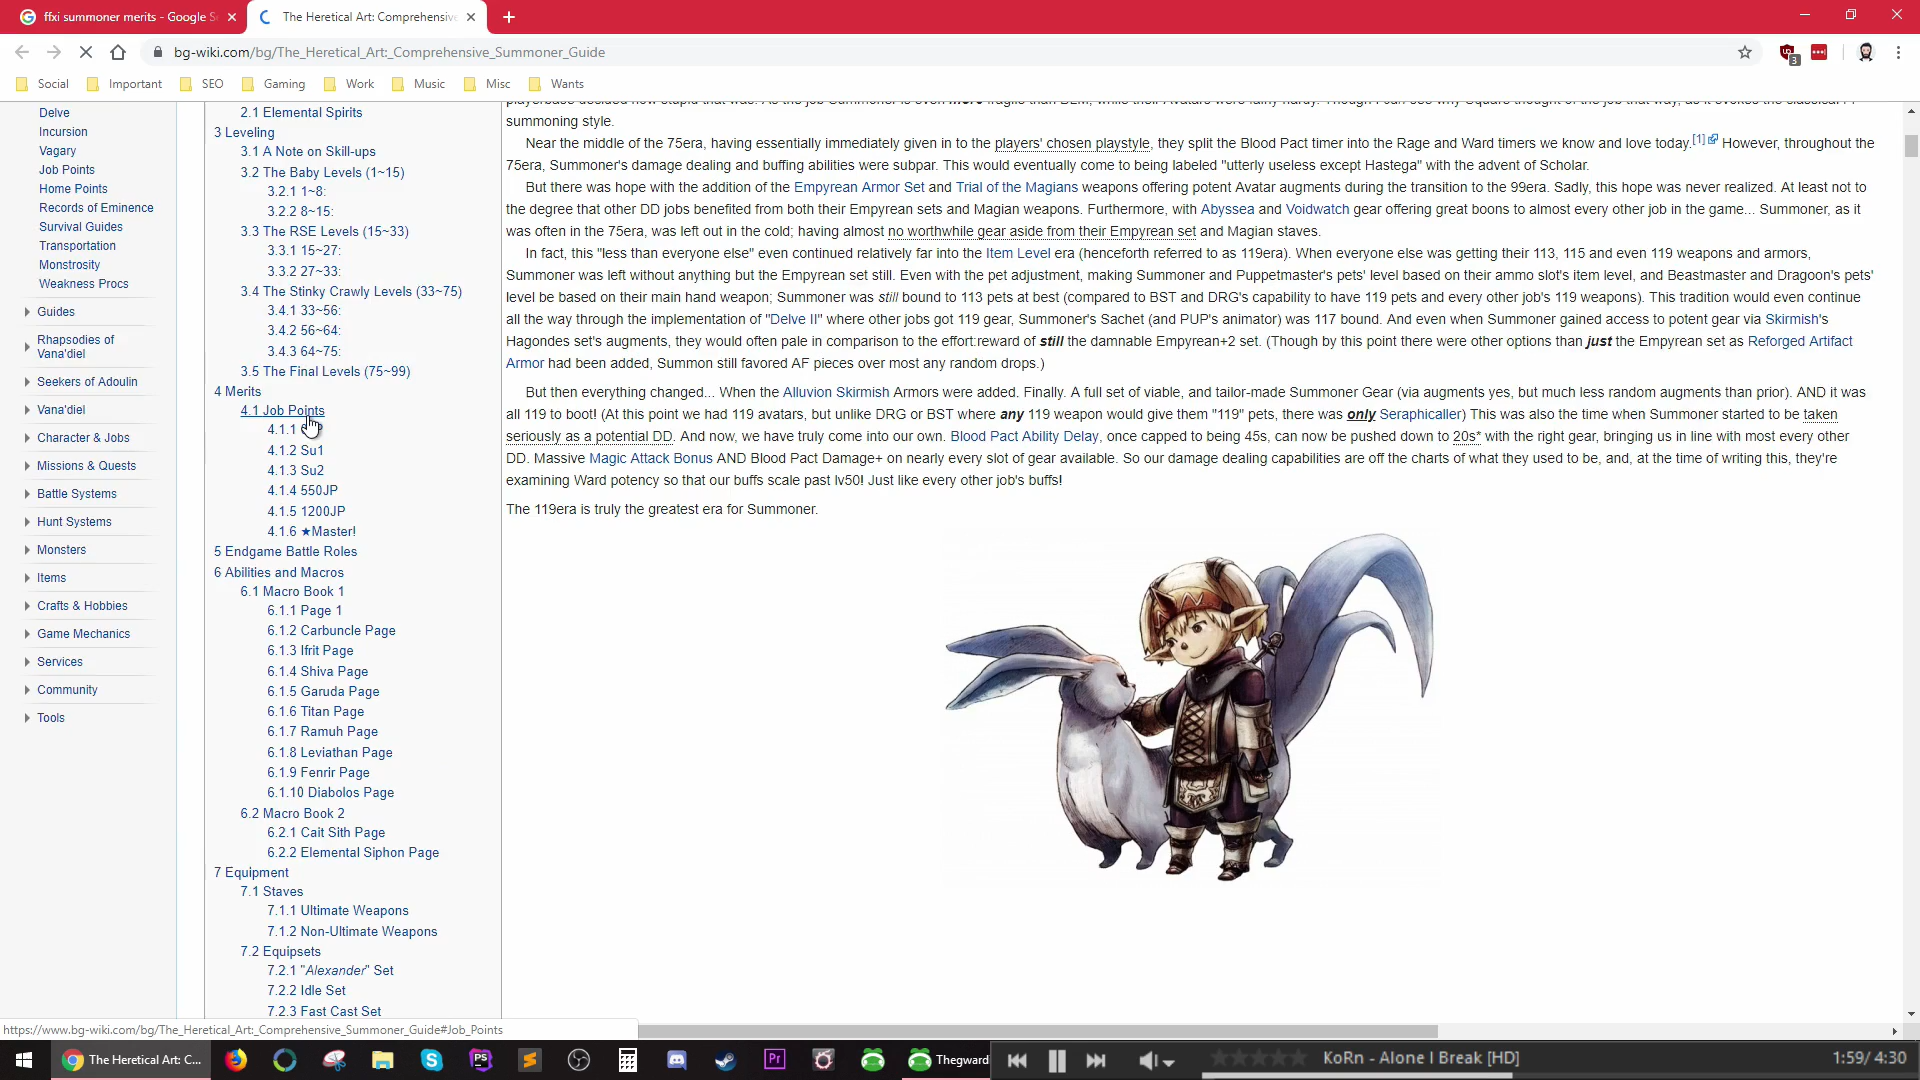 ffxi summoner merits - Google S
The Heretical Art: Comprehensive
bg-wiki.com/bg/The_Heretical_Art:_Comprehensive_Summoner_Guide
3
Social
Important
SEO
Gaming
Work
Music
Misc
Wants
Delve
Incursion
Vagary
Job Points
Home Points
Records of Eminence
Survival Guides
Transportation
Monstrosity
Weakness Procs
Guides
Rhapsodies of
Vana'diel
Seekers of Adoulin
Vana'diel
Character & Jobs
Missions & Quests
Battle Systems
Hunt Systems
Monsters
Items
Crafts & Hobbies
Game Mechanics
Services
Community
Tools
2.1 Elemental Spirits
3 Leveling
3.1 A Note on Skill-ups
3.2 The Baby Levels (1~15)
3.2.1 1~8:
3.2.2 8~15:
3.3 The RSE Levels (15~33)
3.3.1 15~27:
3.3.2 27~33:
3.4 The Stinky Crawly Levels (33~75)
3.4.1 33~56:
3.4.2 56~64:
3.4.3 64~75:
3.5 The Final Levels (75~99)
4 Merits
4.1 Job Points
4.1.1
4.1.2 Su1
4.1.3 Su2
4.1.4 550JP
4.1.5 1200JP
4.1.6 ★Master!
5 Endgame Battle Roles
6 Abilities and Macros
6.1 Macro Book 1
6.1.1 Page 1
6.1.2 Carbuncle Page
6.1.3 Ifrit Page
6.1.4 Shiva Page
6.1.5 Garuda Page
6.1.6 Titan Page
6.1.7 Ramuh Page
6.1.8 Leviathan Page
6.1.9 Fenrir Page
6.1.10 Diabolos Page
6.2 Macro Book 2
6.2.1 Cait Sith Page
6.2.2 Elemental Siphon Page
7 Equipment
7.1 Staves
7.1.1 Ultimate Weapons
7.1.2 Non-Ultimate Weapons
7.2 Equipsets
7.2.1 "Alexander" Set
7.2.2 Idle Set
7.2.3 Fast Cast Set
summoning style.
Near the middle of the 75era, having essentially immediately given in to the players' chosen playstyle, they split the Blood Pact timer into the Rage and Ward timers we know and love today.[1] However, throughout the
75era, Summoner's damage dealing and buffing abilities were subpar. This would eventually come to being labeled "utterly useless except Hastega" with the advent of Scholar.
But there was hope with the addition of the Empyrean Armor Set and Trial of the Magians weapons offering potent Avatar augments during the transition to the 99era. Sadly, this hope was never realized. At least not to
the degree that other DD jobs benefited from both their Empyrean sets and Magian weapons. Furthermore, with Abyssea and Voidwatch gear offering great boons to almost every other job in the game... Summoner, as it
was often in the 75era, was left out in the cold; having almost no worthwhile gear aside from their Empyrean set and Magian staves.
In fact, this "less than everyone else" even continued relatively far into the Item Level era (henceforth referred to as 119era). When everyone else was getting their 113, 115 and even 119 weapons and armors,
Summoner was left without anything but the Empyrean set still. Even with the pet adjustment, making Summoner and Puppetmaster's pets' level based on their ammo slot's item level, and Beastmaster and Dragoon's pets'
level be based on their main hand weapon; Summoner was still bound to 113 pets at best (compared to BST and DRG's capability to have 119 pets and every other job's 119 weapons). This tradition would even continue
all the way through the implementation of "Delve II" where other jobs got 119 gear, Summoner's Sachet (and PUP's animator) was 117 bound. And even when Summoner gained access to potent gear via Skirmish's
Hagondes set's augments, they would often pale in comparison to the effort:reward of still the damnable Empyrean+2 set. (Though by this point there were other options than just the Empyrean set as Reforged Artifact
Armor had been added, Summon still favored AF pieces over most any random drops.)
But then everything changed... When the Alluvion Skirmish Armors were added. Finally. A full set of viable, and tailor-made Summoner Gear (via augments yes, but much less random augments than prior). AND it was
all 119 to boot! (At this point we had 119 avatars, but unlike DRG or BST where any 119 weapon would give them "119" pets, there was only Seraphicaller) This was also the time when Summoner started to be taken
seriously as a potential DD. And now, we have truly come into our own. Blood Pact Ability Delay, once capped to being 45s, can now be pushed down to 20s* with the right gear, bringing us in line with most every other
DD. Massive Magic Attack Bonus AND Blood Pact Damage+ on nearly every slot of gear available. So our damage dealing capabilities are off the charts of what they used to be, and, at the time of writing this, they're
examining Ward potency so that our buffs scale past lv50! Just like every other job's buffs!
The 119era is truly the greatest era for Summoner.
https://www.bg-wiki.com/bg/The_Heretical_Art:_Comprehensive_Summoner_Guide#Job_Points
The Heretical Art: C...
PS
Pr
Thegward
KoRn - Alone I Break [HD]
1:59/ 4:30